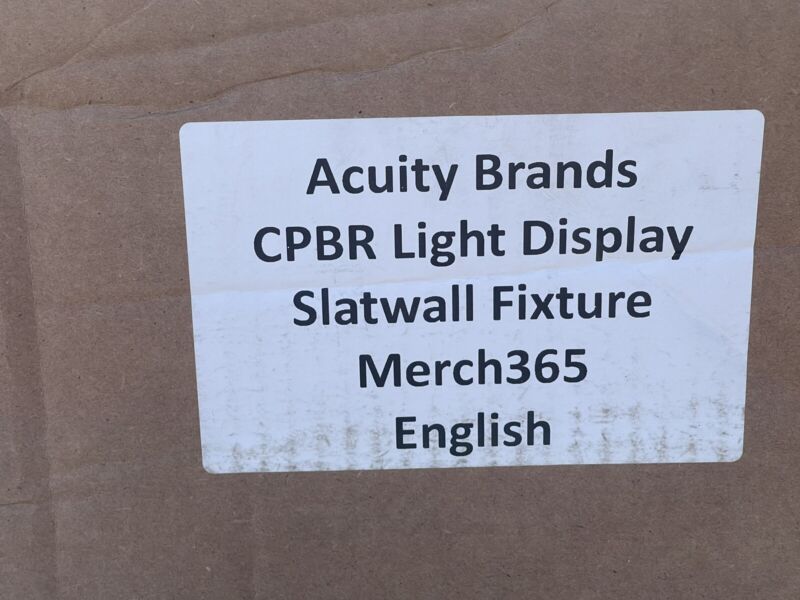 Acuity Brands
CPBR Light Display
Slatwall Fixture
Merch365
English